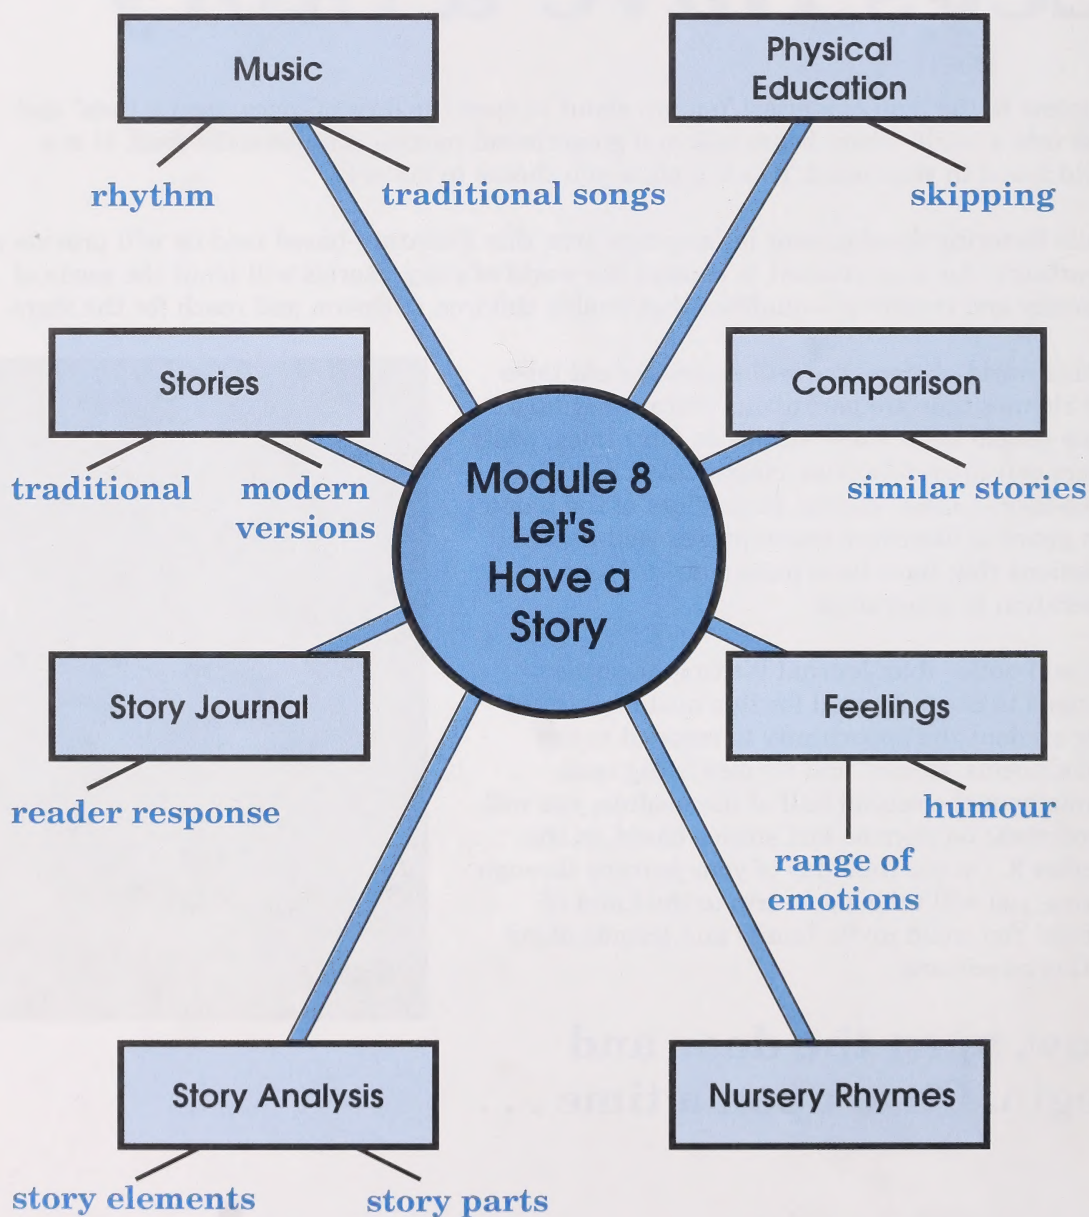 Music
Physical
Education
rhythm
traditional songs
skipping
Stories
Comparison
traditional
modern
versions
similar stories
Module 8
Let's
Have a
Story
Story Journal
Feelings
reader response
humour
range of
emotions
Story Analysis
Nursery Rhymes
story elements
story parts